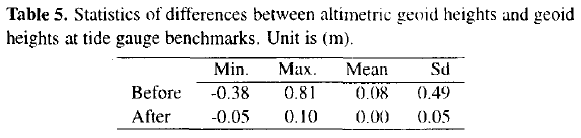 Table 5. Statistics of differences between altimetric geoid heights and geoid
heights at tide gauge benchmarks. Unit is (m).
Min. Max. Mean Sd
Before -0.38 0.81 0.08 0.49
After -0.05 0.10 0.00 0.05